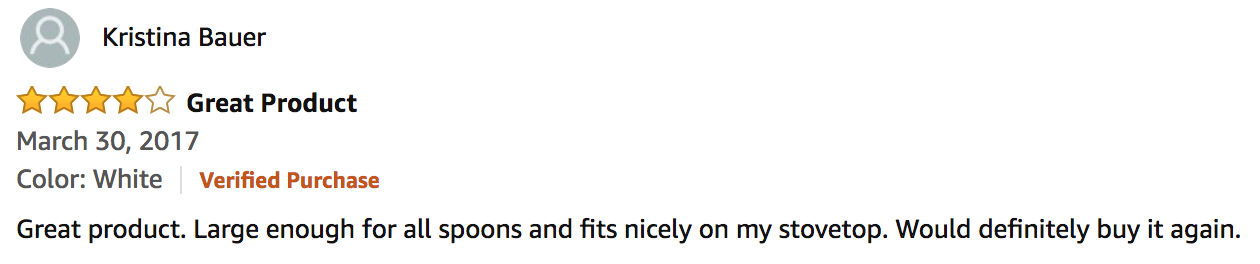 Kristina Bauer
Great Product
March 30, 2017
Color: White Verified Purchase
Great product. Large enough for all spoons and fits nicely on my stovetop. Would definitely buy it again.